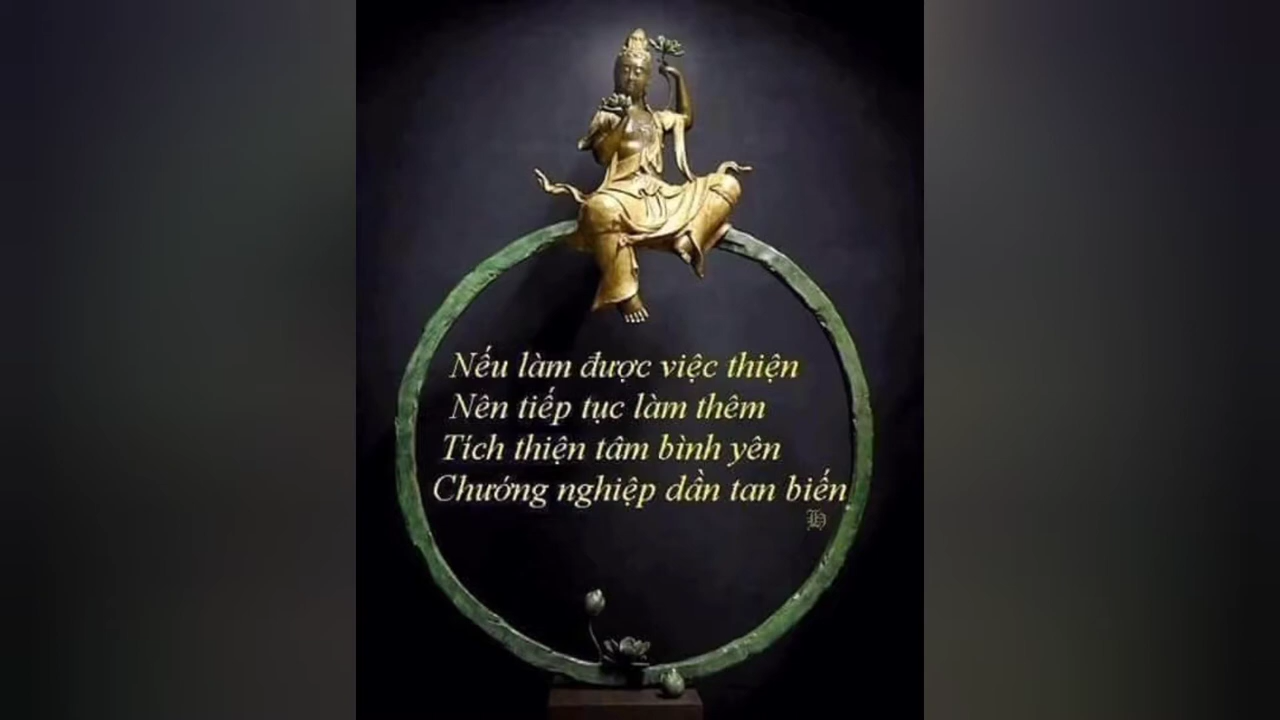 Nếu làm được việc thiện
Nên tiếp tục làm thêm
Tích thiện tâm bình yên
Chướng nghiệp dần tan biến
H